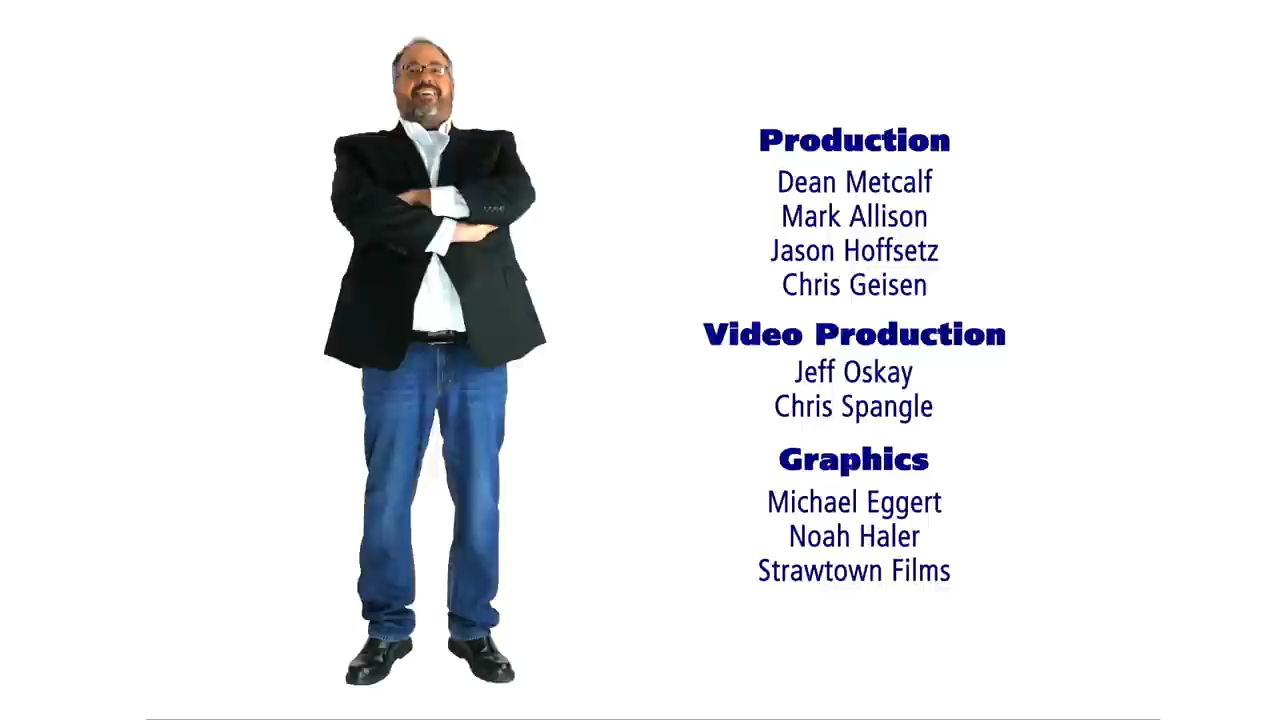 Production
Dean Metcalf
Mark Allison
Jason Hoffsetz
Chris Geisen
Video Production
Jeff Oskay
Chris Spangle
Graphics
Michael Eggert
Noah Haler
Strawtown Films